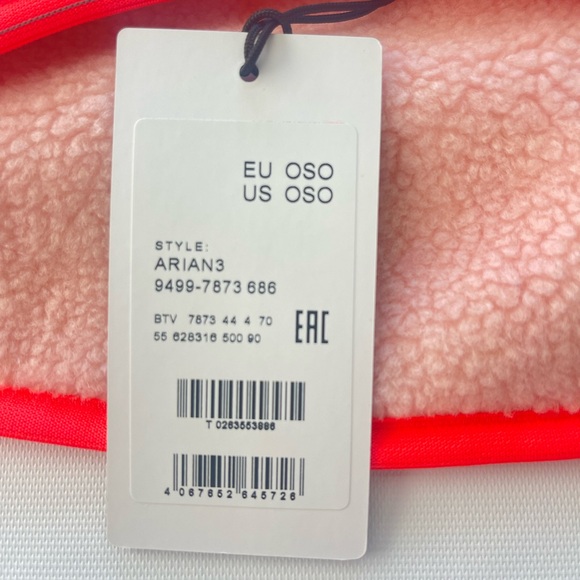 EU OSO
US OSO
STYLE:
ARIAN3
9499-7873 686
BTV 7873 44 4 70
55 628316 500 90
EAC
T 0263553886
4 067652 645726